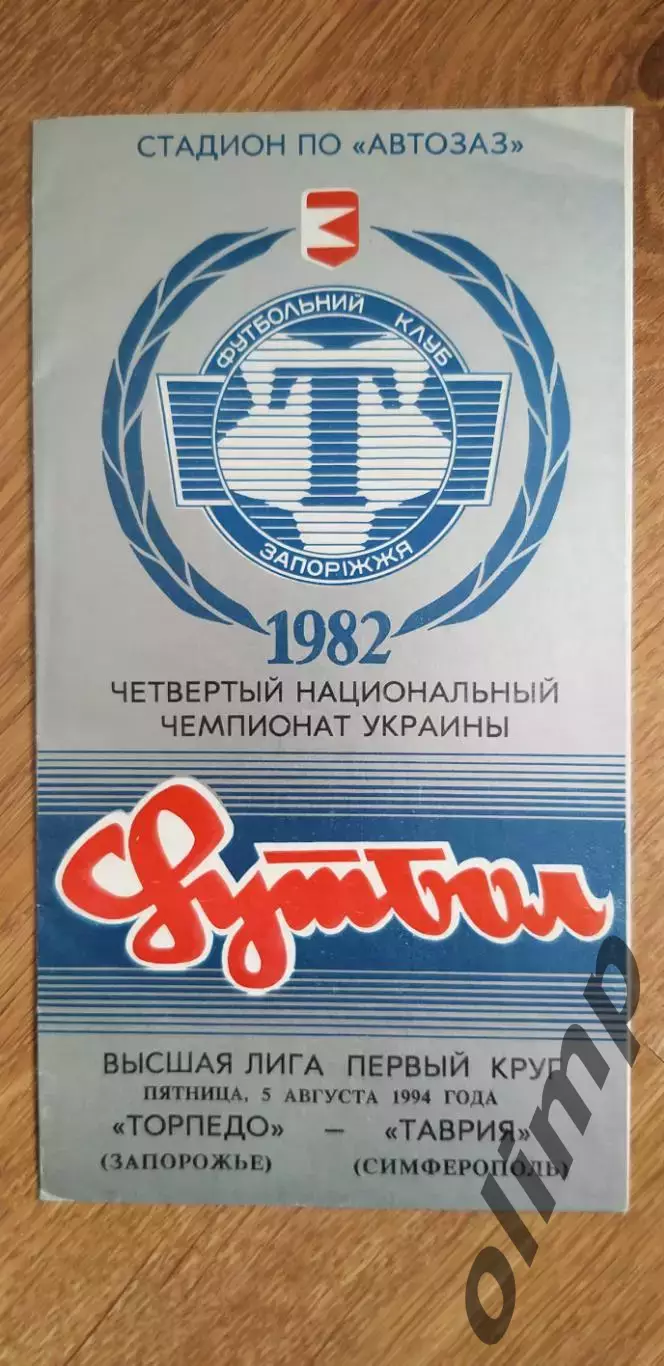 СТАДИОН ПО «АВТОЗАЗ»
ФУТБОЛЬНИЙ КЛУБ
Т
ЗАПОРІЖЖЯ
1982
ЧЕТВЕРТЫЙ НАЦИОНАЛЬНЫЙ
ЧЕМПИОНАТ УКРАИНЫ
Футбол
ВЫСШАЯ ЛИГА ПЕРВЫЙ КРУГ
ПЯТНИЦА, 5 АВГУСТА 1994 ГОДА
«ТОРПЕДО» — «ТАВРИЯ»
(ЗАПОРОЖЬЕ) (СИМФЕРОПОЛЬ)
olimp